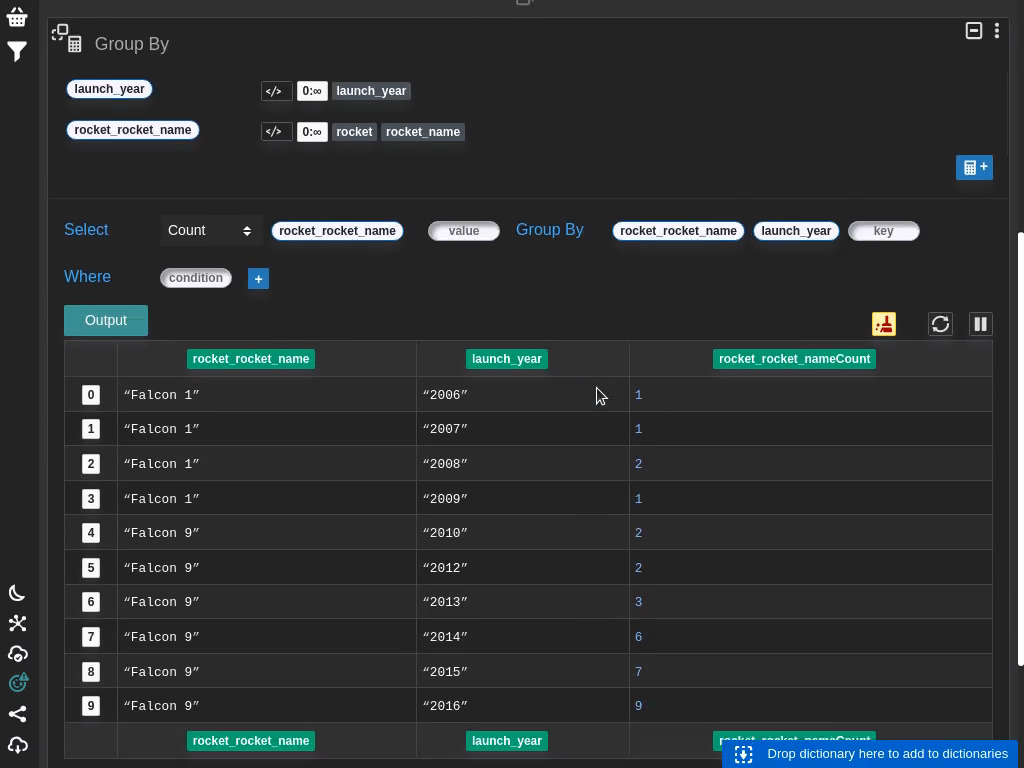 Group By
launch_year </> 0:∞ launch_year
rocket_rocket_name </> 0:∞ rocket rocket_name
+
Select Count rocket_rocket_name value Group By rocket_rocket_name launch_year key
Where condition +
Output
rocket_rocket_name launch_year rocket_rocket_nameCount
0 “Falcon 1” “2006” 1
1 “Falcon 1” “2007” 1
2 “Falcon 1” “2008” 2
3 “Falcon 1” “2009” 1
4 “Falcon 9” “2010” 2
5 “Falcon 9” “2012” 2
6 “Falcon 9” “2013” 3
7 “Falcon 9” “2014” 6
8 “Falcon 9” “2015” 7
9 “Falcon 9” “2016” 9
rocket_rocket_name launch_year rocket_rocket_nameCount
Drop dictionary here to add to dictionaries